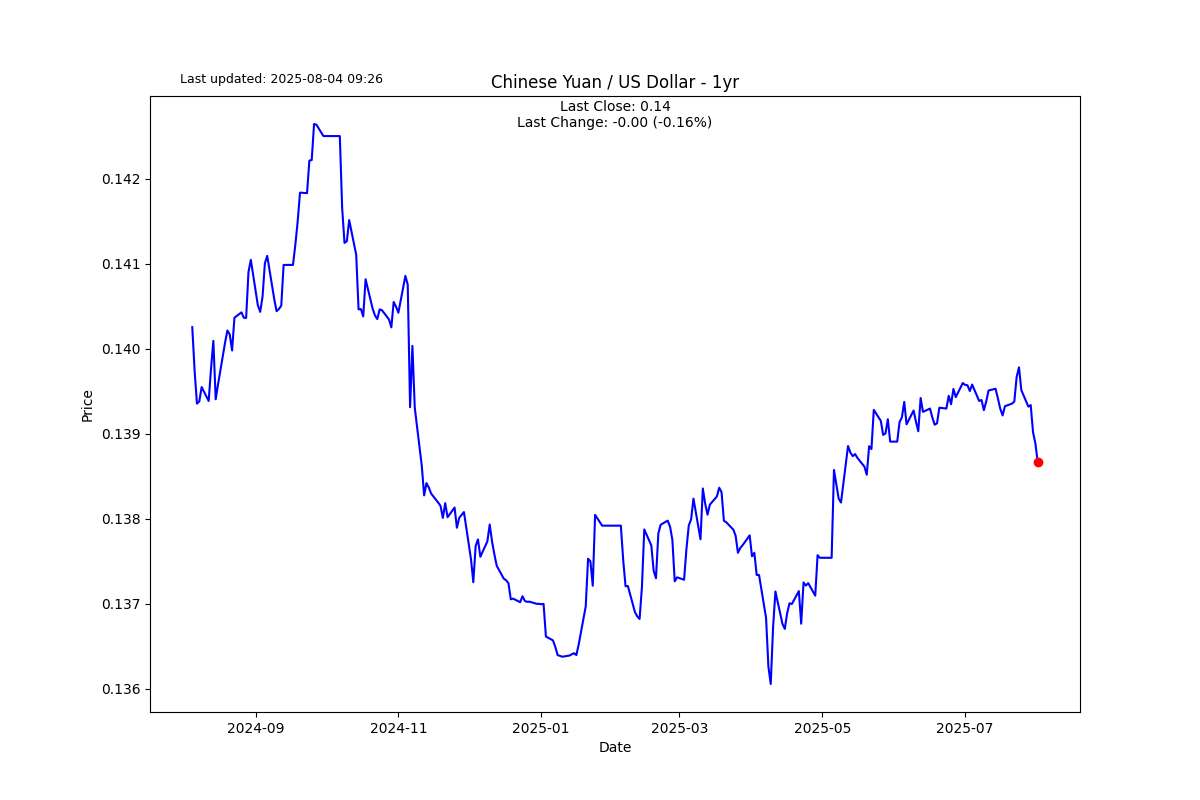 Last updated: 2025-08-04 09:26
Chinese Yuan / US Dollar - 1yr
Last Close: 0.14
Last Change: -0.00 (-0.16%)
0.142
0.141
0.140
0.139
0.138
0.137
0.136
Price
2024-09
2024-11
2025-01
2025-03
2025-05
2025-07
Date